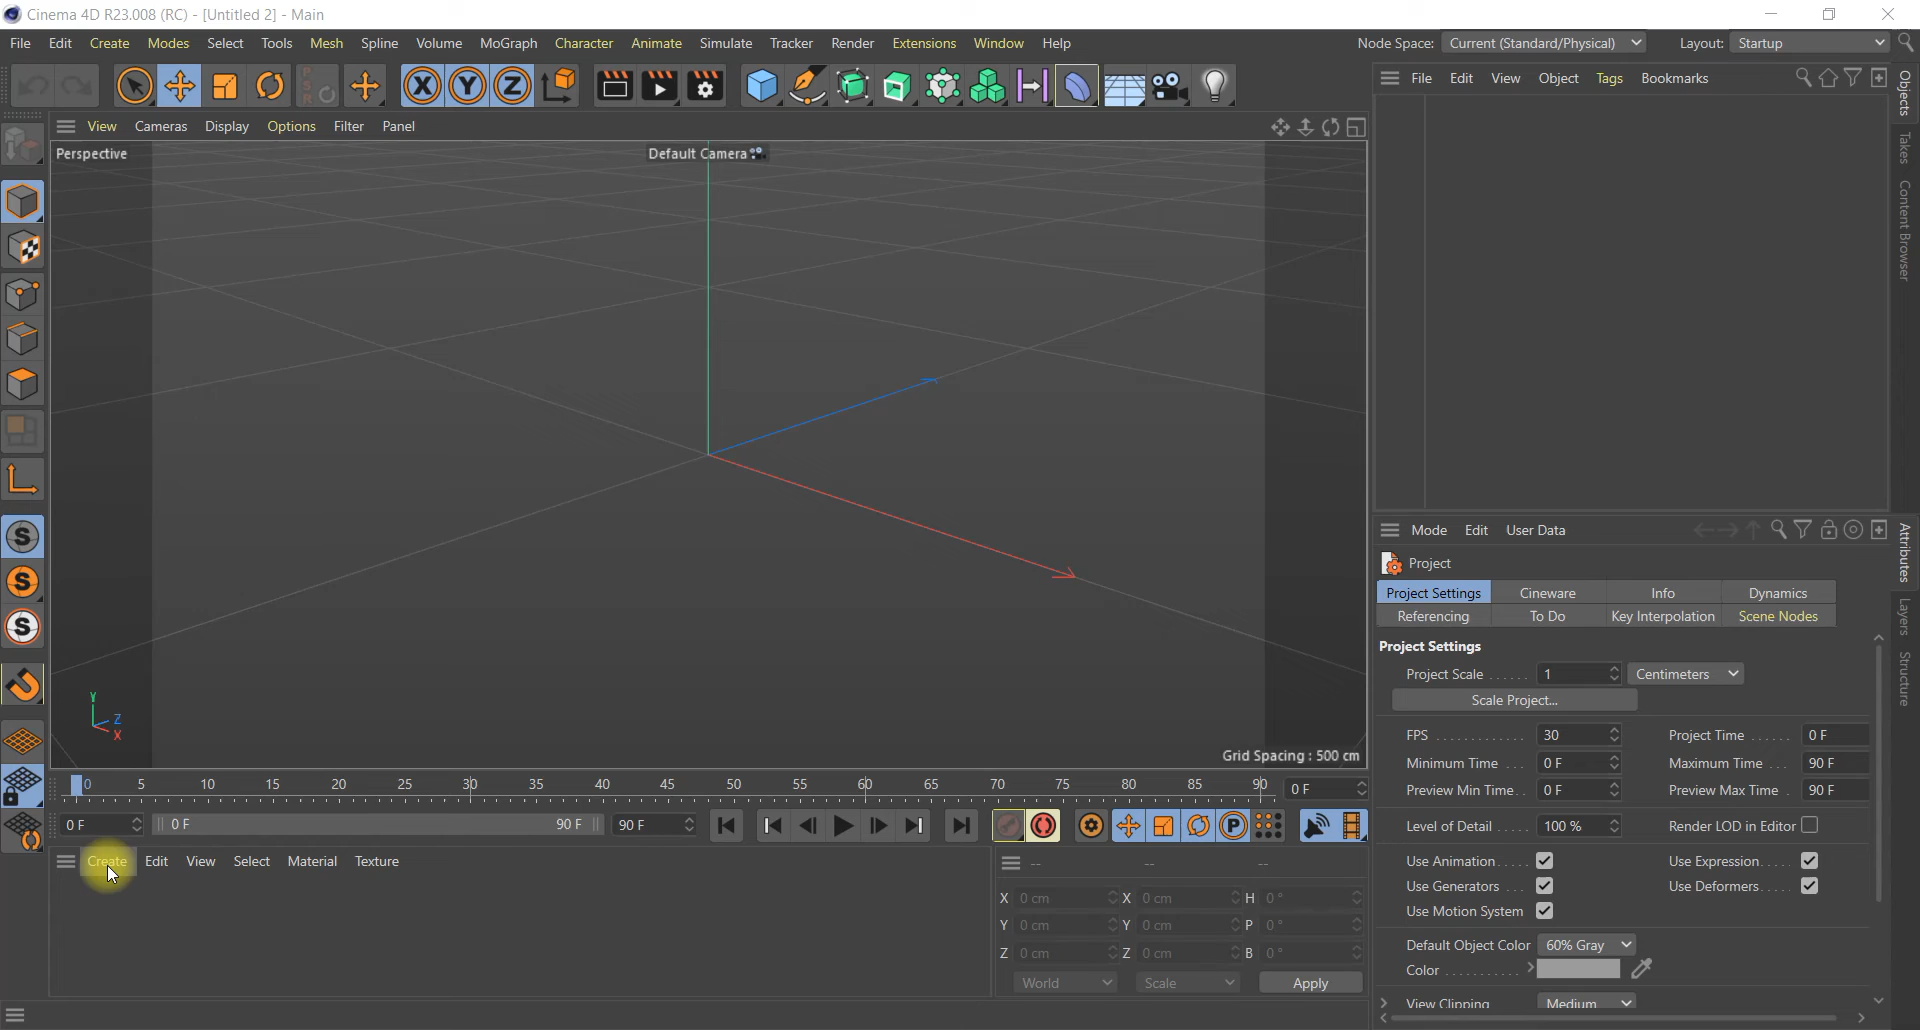 Cinema 4D R23.008 (RC) - [Untitled 2] - Main
File Edit Create Modes Select Tools Mesh Spline Volume MoGraph Character Animate Simulate Tracker Render Extensions Window Help Node Space: Current (Standard/Physical) Layout: Startup
File Edit View Object Tags Bookmarks
Objects
Takes
Content Browser
X Y Z
PSR
View Cameras Display Options Filter Panel
Perspective
Default Camera
Y
Z
X
Grid Spacing : 500 cm
S
S
S
0 5 10 15 20 25 30 35 40 45 50 55 60 65 70 75 80 85 90 0 F
0 F 0 F 90 F 90 F P
Create Edit View Select Material Texture
-- -- --
X 0 cm X 0 cm H 0 °
Y 0 cm Y 0 cm P 0 °
Z 0 cm Z 0 cm B 0 °
World Scale Apply
Mode Edit User Data
Attributes
Layers
Structure
Project
Project Settings Cineware Info Dynamics
Referencing To Do Key Interpolation Scene Nodes
Project Settings
Project Scale ...... 1 Centimeters
Scale Project...
FPS ............ 30 Project Time ...... 0 F
Minimum Time ... 0 F Maximum Time ... 90 F
Preview Min Time . 0 F Preview Max Time . 90 F
Level of Detail ..... 100 % Render LOD in Editor
Use Animation ..... Use Expression .....
Use Generators ... Use Deformers .....
Use Motion System
Default Object Color 60% Gray
Color ...........
View Clipping Medium